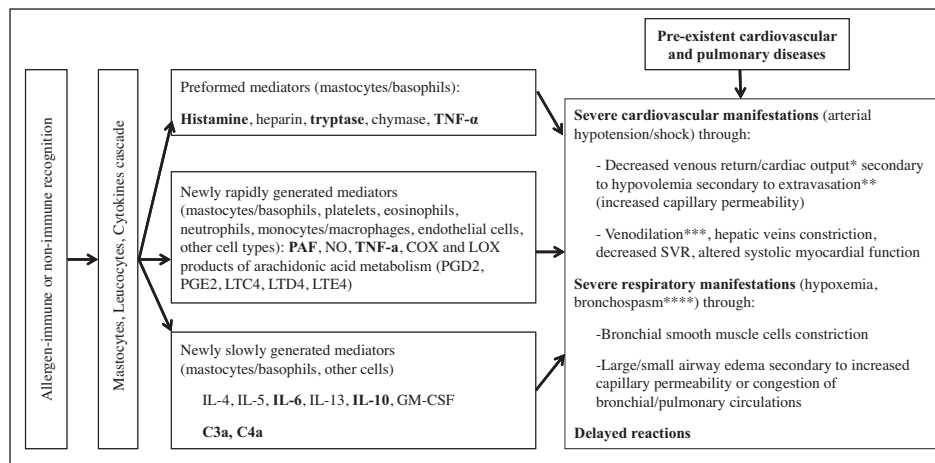 Pre-existent cardiovascular
and pulmonary diseases
Allergen-immune or non-immune recognition
Mastocytes, Leucocytes, Cytokines cascade
Preformed mediators (mastocytes/basophils):
Histamine, heparin, tryptase, chymase, TNF-α
Newly rapidly generated mediators
(mastocytes/basophils, platelets, eosinophils,
neutrophils, monocytes/macrophages, endothelial cells,
other cell types): PAF, NO, TNF-a, COX and LOX
products of arachidonic acid metabolism (PGD2,
PGE2, LTC4, LTD4, LTE4)
Newly slowly generated mediators
(mastocytes/basophils, other cells)
IL-4, IL-5, IL-6, IL-13, IL-10, GM-CSF
C3a, C4a
Severe cardiovascular manifestations (arterial
hypotension/shock) through:
- Decreased venous return/cardiac output* secondary
to hypovolemia secondary to extravasation**
(increased capillary permeability)
- Venodilation***, hepatic veins constriction,
decreased SVR, altered systolic myocardial function
Severe respiratory manifestations (hypoxemia,
bronchospasm****) through:
-Bronchial smooth muscle cells constriction
-Large/small airway edema secondary to increased
capillary permeability or congestion of
bronchial/pulmonary circulations
Delayed reactions